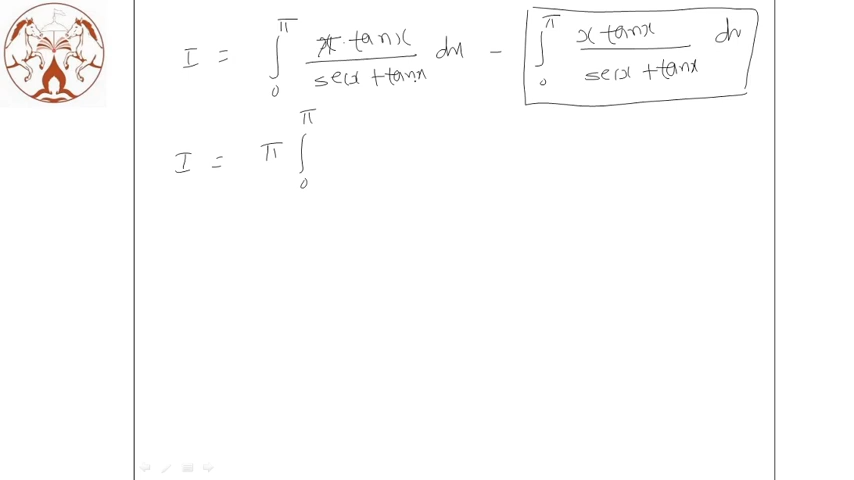 I = ∫₀^π π·tanx / (secx + tanx) dx − ∫₀^π x tanx / (secx + tanx) dx
I = π ∫₀^π